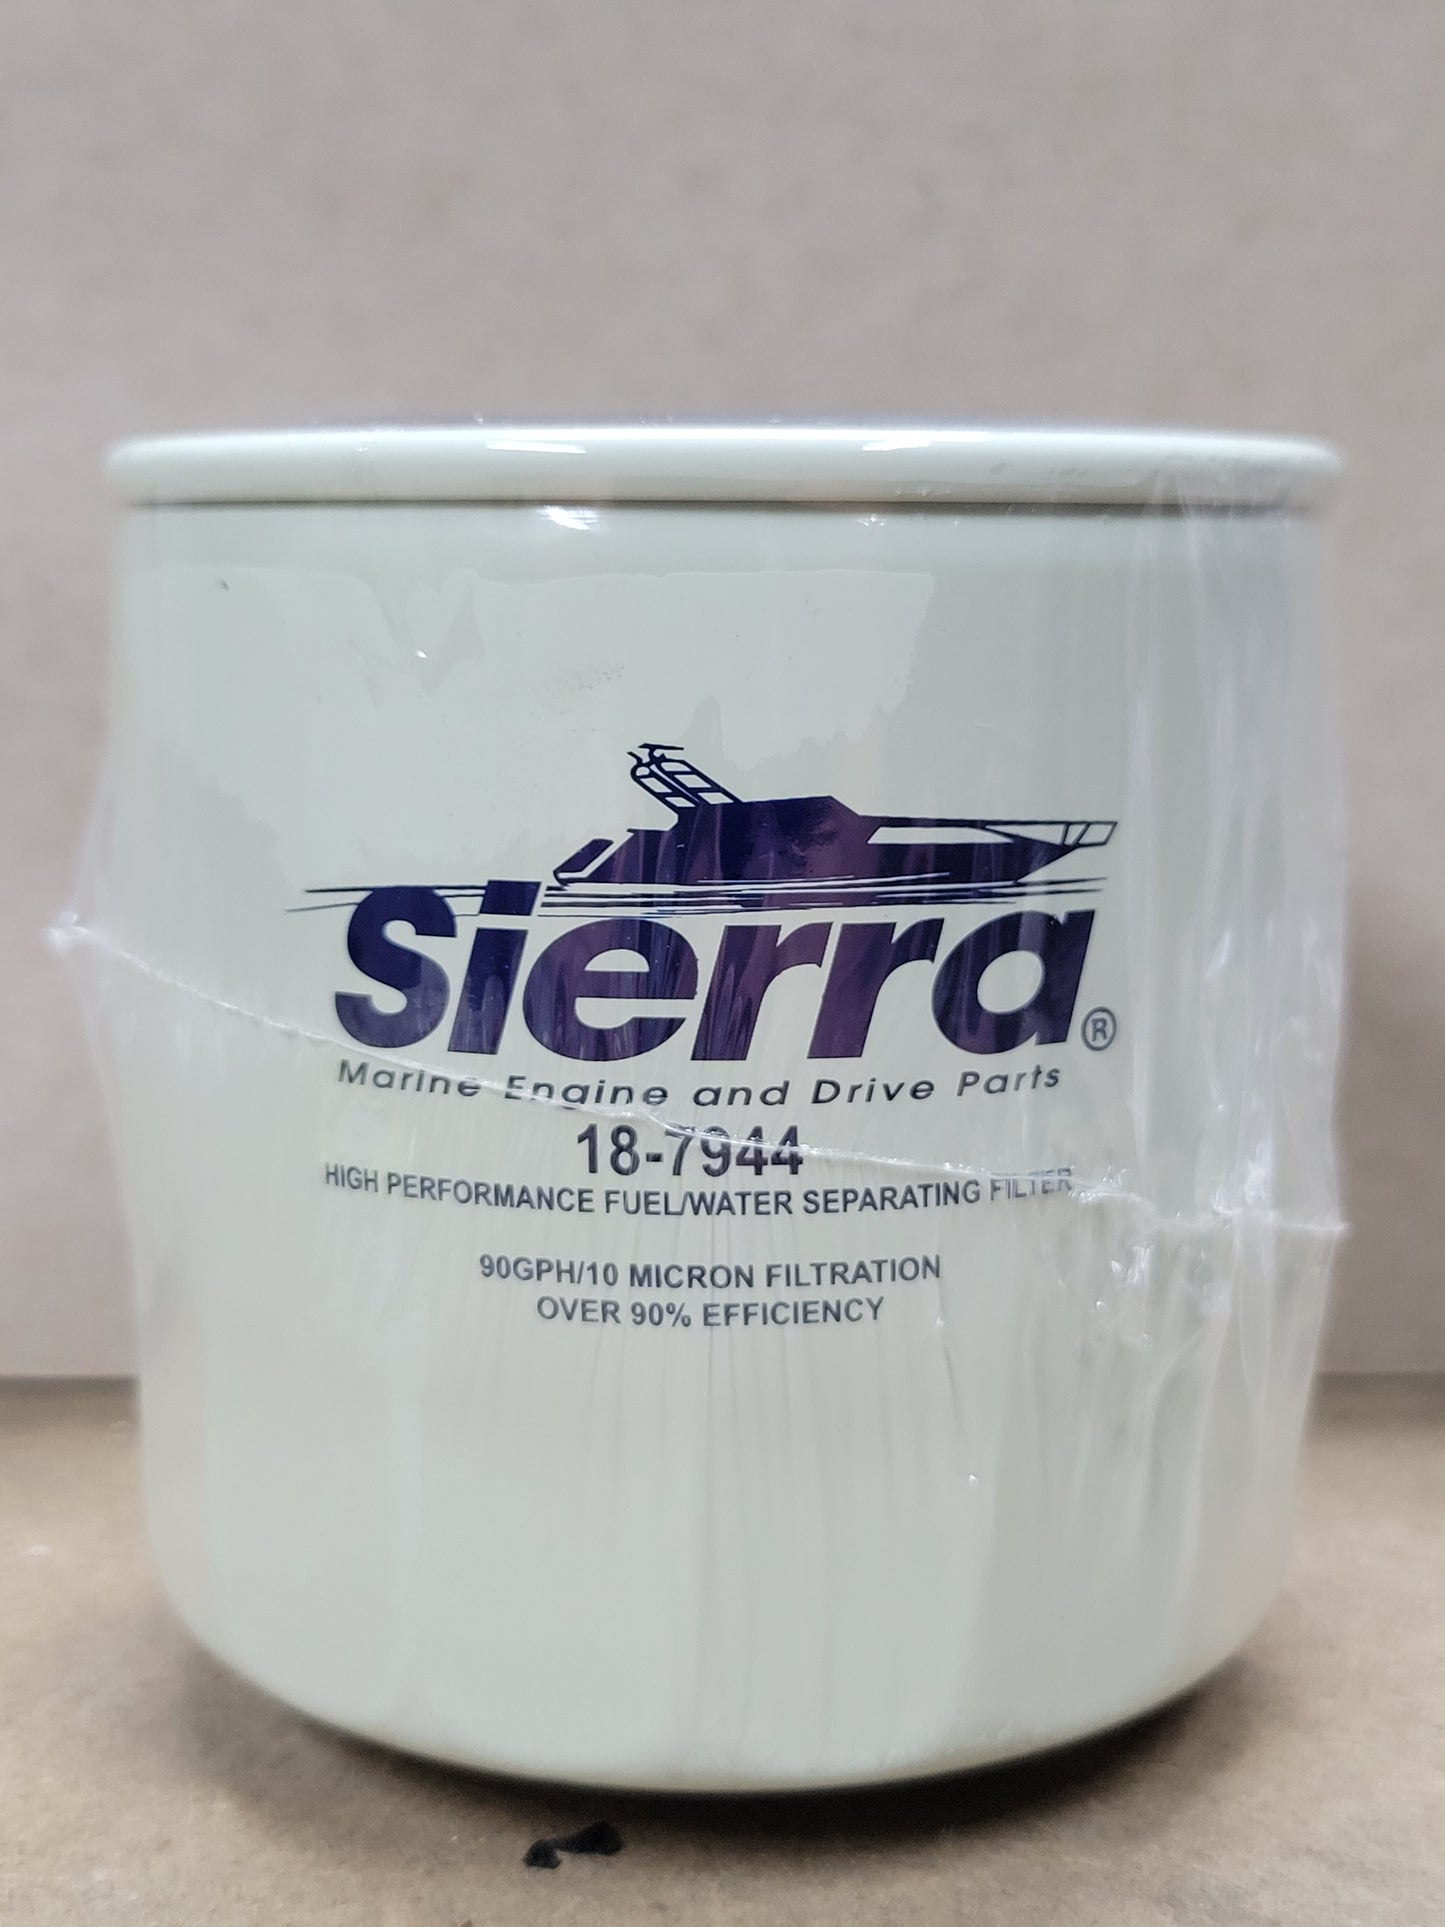 Sierra®
Marine Engine and Drive Parts
18-7944
HIGH PERFORMANCE FUEL/WATER SEPARATING FILTER
90GPH/10 MICRON FILTRATION
OVER 90% EFFICIENCY